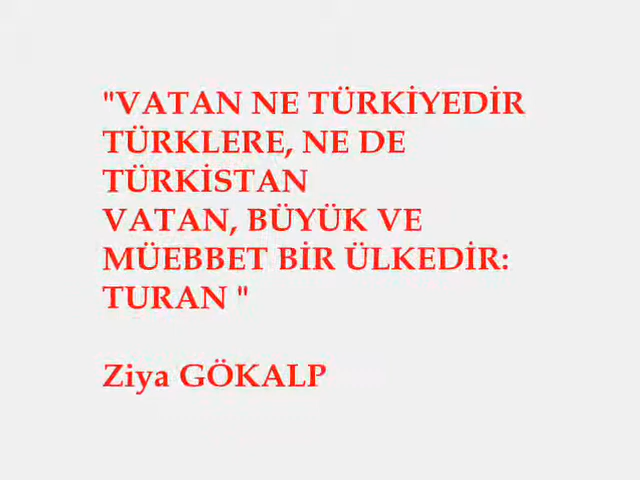 "VATAN NE TÜRKİYEDİR
TÜRKLERE, NE DE
TÜRKİSTAN
VATAN, BÜYÜK VE
MÜEBBET BİR ÜLKEDİR:
TURAN "
Ziya GÖKALP